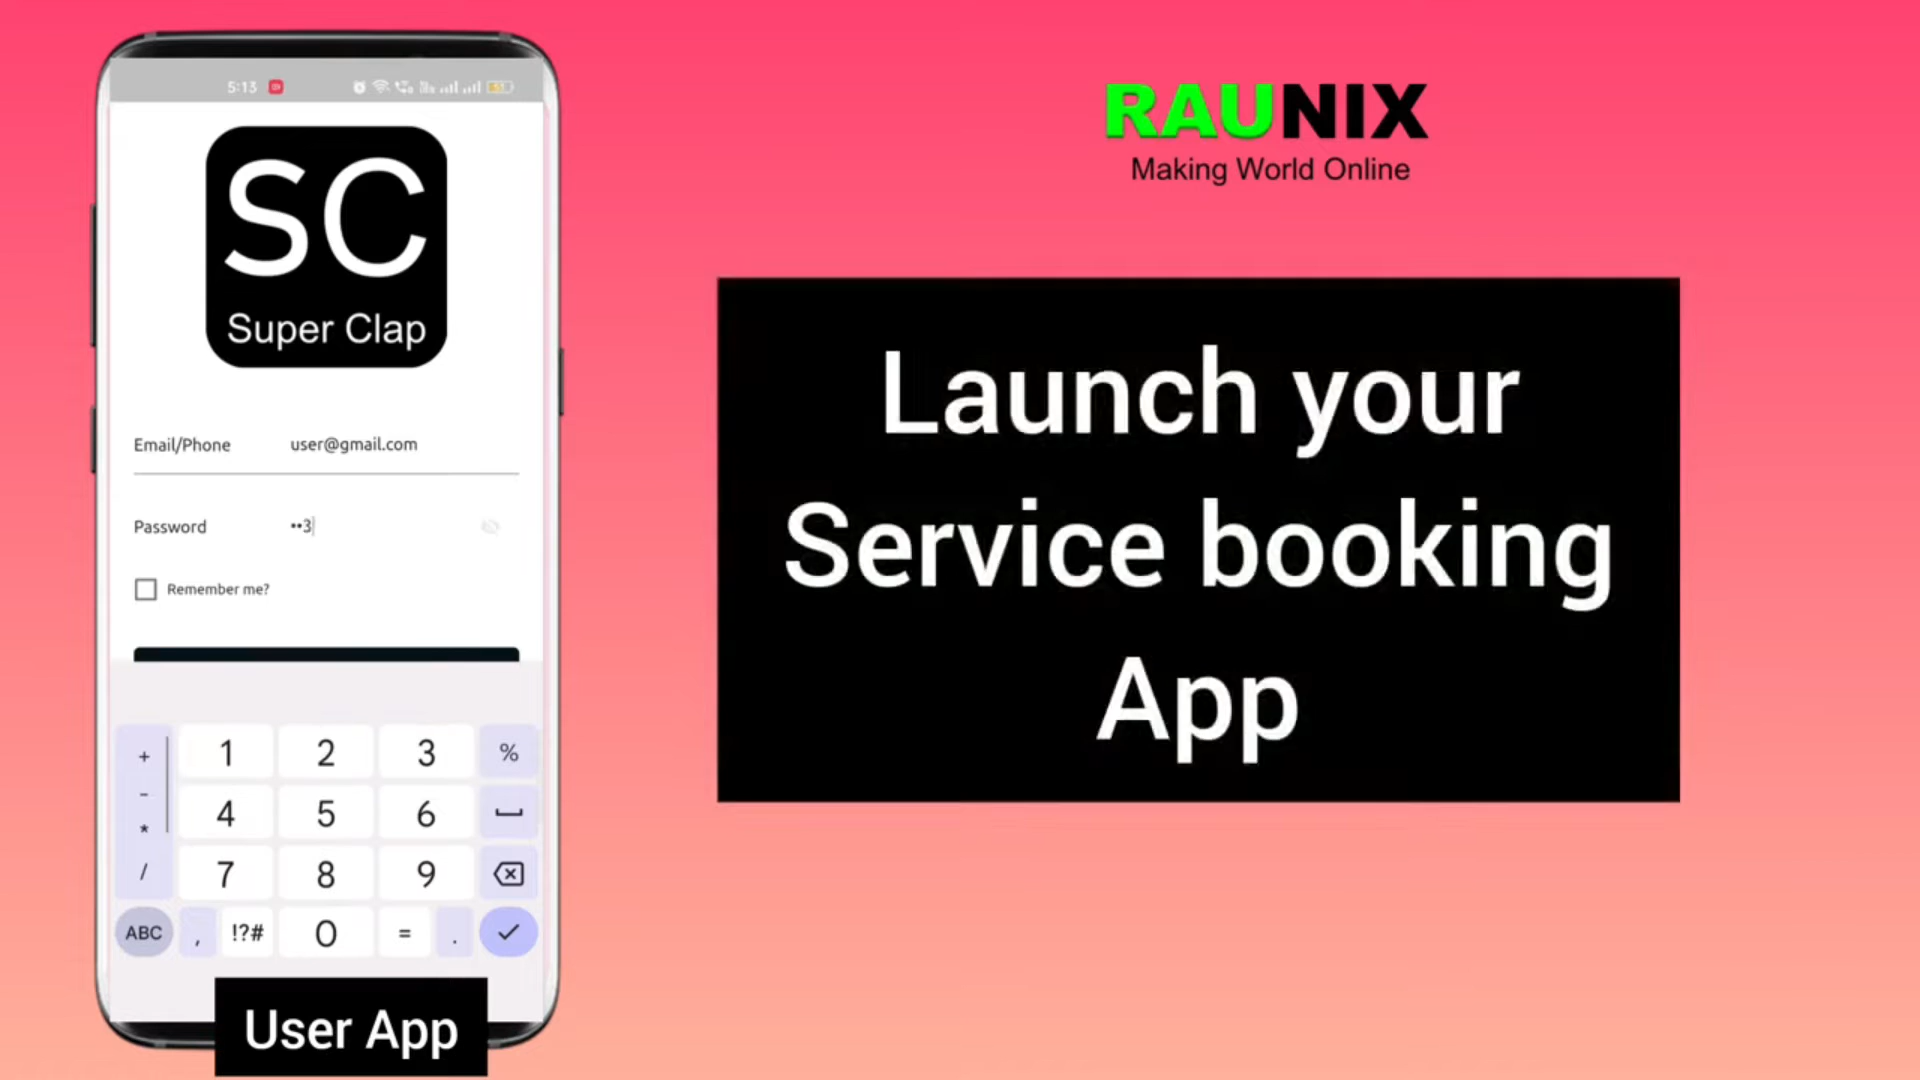 5:13
SC
Super Clap
Email/Phone user@gmail.com
Password ••3
Remember me?
+ 1 2 3 %
- 4 5 6
*
/ 7 8 9
ABC , !?# 0 = .
User App
RAUNIX
Making World Online
Launch your
Service booking
App